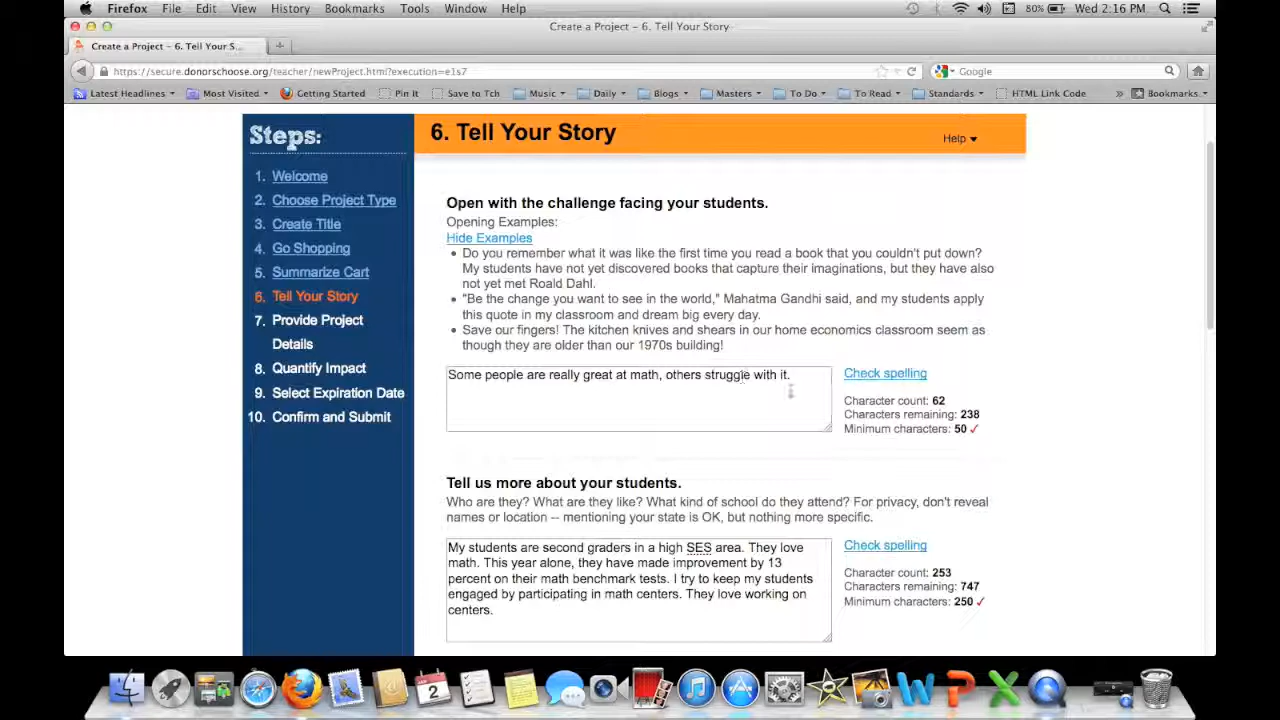 Firefox File Edit View History Bookmarks Tools Window Help 80% Wed 2:16 PM
Create a Project – 6. Tell Your Story
Create a Project – 6. Tell Your S...
https://secure.donorschoose.org/teacher/newProject.html?execution=e1s7 Google
Latest Headlines Most Visited Getting Started Pin It Save to Tch Music Daily Blogs Masters To Do To Read Standards HTML Link Code » Bookmarks
Steps:
1. Welcome
2. Choose Project Type
3. Create Title
4. Go Shopping
5. Summarize Cart
6. Tell Your Story
7. Provide Project
Details
8. Quantify Impact
9. Select Expiration Date
10. Confirm and Submit
6. Tell Your Story
Help
Open with the challenge facing your students.
Opening Examples:
Hide Examples
• Do you remember what it was like the first time you read a book that you couldn't put down?
My students have not yet discovered books that capture their imaginations, but they have also
not yet met Roald Dahl.
• "Be the change you want to see in the world," Mahatma Gandhi said, and my students apply
this quote in my classroom and dream big every day.
• Save our fingers! The kitchen knives and shears in our home economics classroom seem as
though they are older than our 1970s building!
Some people are really great at math, others struggle with it.
Check spelling
Character count: 62
Characters remaining: 238
Minimum characters: 50 ✓
Tell us more about your students.
Who are they? What are they like? What kind of school do they attend? For privacy, don't reveal
names or location -- mentioning your state is OK, but nothing more specific.
My students are second graders in a high SES area. They love
math. This year alone, they have made improvement by 13
percent on their math benchmark tests. I try to keep my students
engaged by participating in math centers. They love working on
centers.
Check spelling
Character count: 253
Characters remaining: 747
Minimum characters: 250 ✓
2